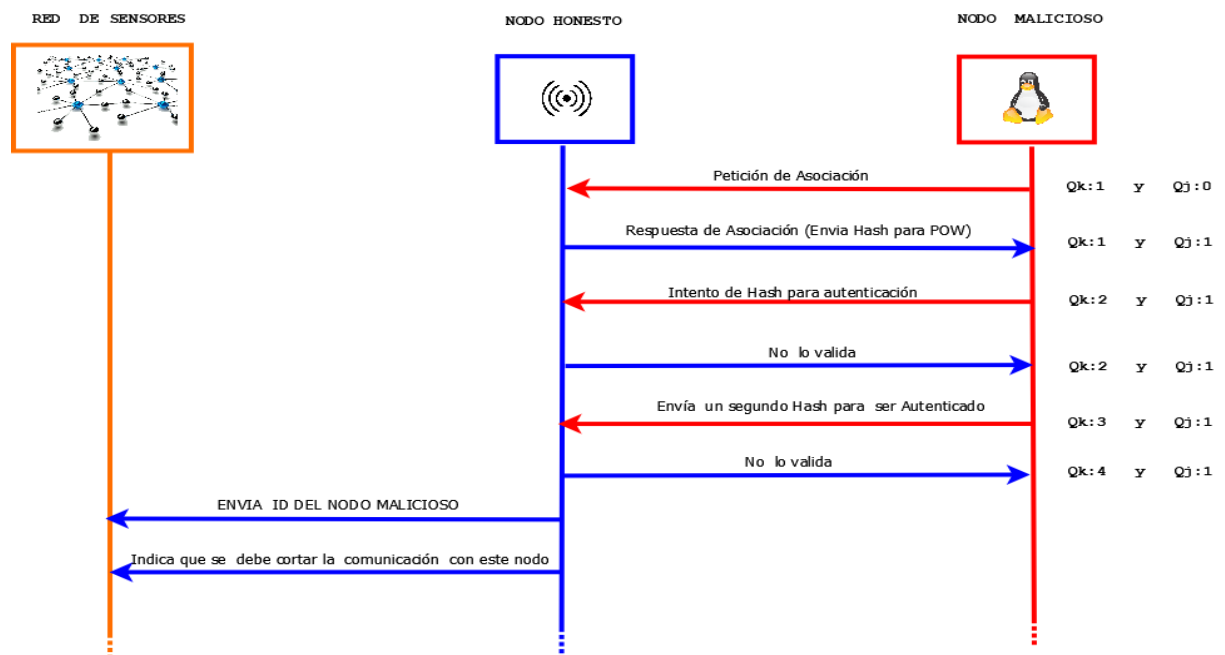 RED DE SENSORES
NODO HONESTO
NODO MALICIOSO
Petición de Asociación
Qk:1 y Qj:0
Respuesta de Asociación (Envia Hash para POW)
Qk:1 y Qj:1
Intento de Hash para autenticación
Qk:2 y Qj:1
No lo valida
Qk:2 y Qj:1
Envía un segundo Hash para ser Autenticado
Qk:3 y Qj:1
No lo valida
Qk:4 y Qj:1
ENVIA ID DEL NODO MALICIOSO
Indica que se debe cortar la comunicación con este nodo